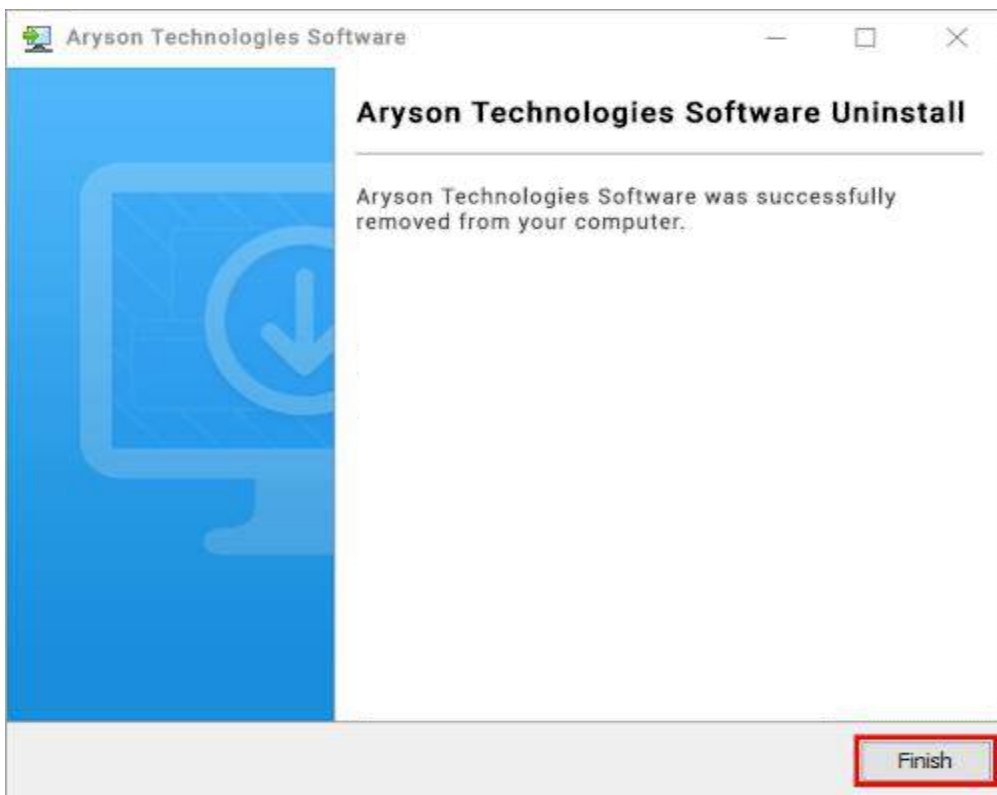 Aryson Technologies Software
Aryson Technologies Software Uninstall
Aryson Technologies Software was successfully
removed from your computer.
Finish